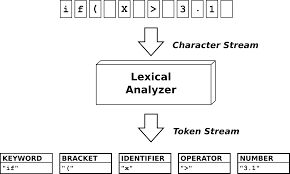 i f ( X > 3 . 1
Character Stream
Lexical
Analyzer
Token Stream
KEYWORD BRACKET IDENTIFIER OPERATOR NUMBER
"if" "(" "x" ">" "3.1"